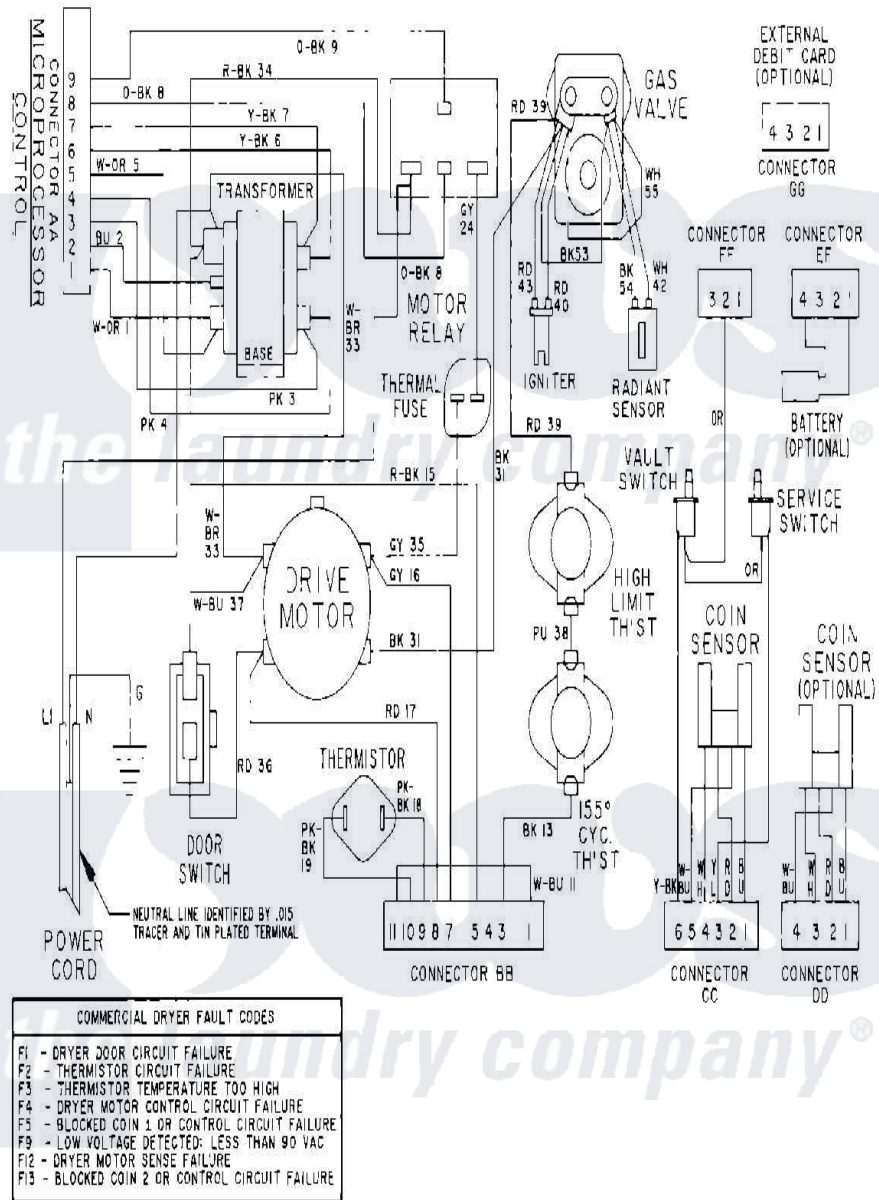 MICROPROCESSOR
CONTROL
CONNECTOR AA
9
8
7
6
5
4
3
2
1
O-BK 9
R-BK 34
O-BK 8
Y-BK 7
Y-BK 6
W-OR 5
BU 2
W-OR 1
TRANSFORMER
BASE
PK 3
PK 4
W-
BR
33
O-BK 8
MOTOR
RELAY
GY
24
THERMAL
FUSE
RD 39
GAS
VALVE
WH
55
BK53
RD
43
RD
40
BK
54
WH
42
IGNITER
RADIANT
SENSOR
EXTERNAL
DEBIT CARD
(OPTIONAL)
4 3 2 1
CONNECTOR
GG
CONNECTOR
FF
3 2 1
CONNECTOR
EF
4 3 2 1
BATTERY
(OPTIONAL)
OR
RD 39
BK
31
VAULT
SWITCH
SERVICE
SWITCH
OR
R-BK 15
W-
BR
33
GY 35
GY 16
DRIVE
MOTOR
W-BU 37
BK 31
HIGH
LIMIT
TH'ST
PU 38
COIN
SENSOR
COIN
SENSOR
(OPTIONAL)
L1
N
G
RD 17
RD 36
THERMISTOR
PK-
BK 18
PK-
BK
19
DOOR
SWITCH
BK 13
155°
CYC.
TH'ST
W-BU 11
NEUTRAL LINE IDENTIFIED BY .015
TRACER AND TIN PLATED TERMINAL
POWER
CORD
11 10 9 8 7 5 4 3 1
CONNECTOR BB
Y-BK
W-BU
WH
YL
RD
BU
6 5 4 3 2 1
CONNECTOR
CC
W-BU
WH
RD
BU
4 3 2 1
CONNECTOR
DD
COMMERCIAL DRYER FAULT CODES
F1 - DRYER DOOR CIRCUIT FAILURE
F2 - THERMISTOR CIRCUIT FAILURE
F3 - THERMISTOR TEMPERATURE TOO HIGH
F4 - DRYER MOTOR CONTROL CIRCUIT FAILURE
F5 - BLOCKED COIN 1 OR CONTROL CIRCUIT FAILURE
F9 - LOW VOLTAGE DETECTED: LESS THAN 90 VAC
F12 - DRYER MOTOR SENSE FAILURE
F13 - BLOCKED COIN 2 OR CONTROL CIRCUIT FAILURE
the laundry company®
the laundry company®